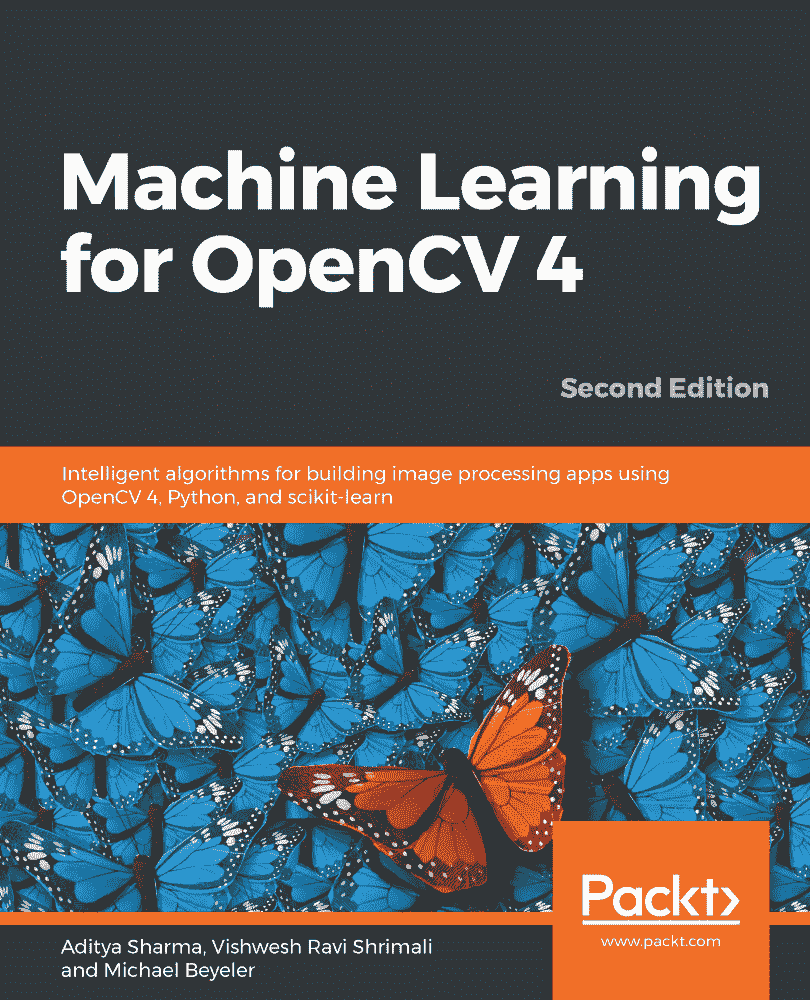 Machine Learning
for OpenCV 4
Second Edition
Intelligent algorithms for building image processing apps using
OpenCV 4, Python, and scikit-learn
Packt>
www.packt.com
Aditya Sharma, Vishwesh Ravi Shrimali
and Michael Beyeler